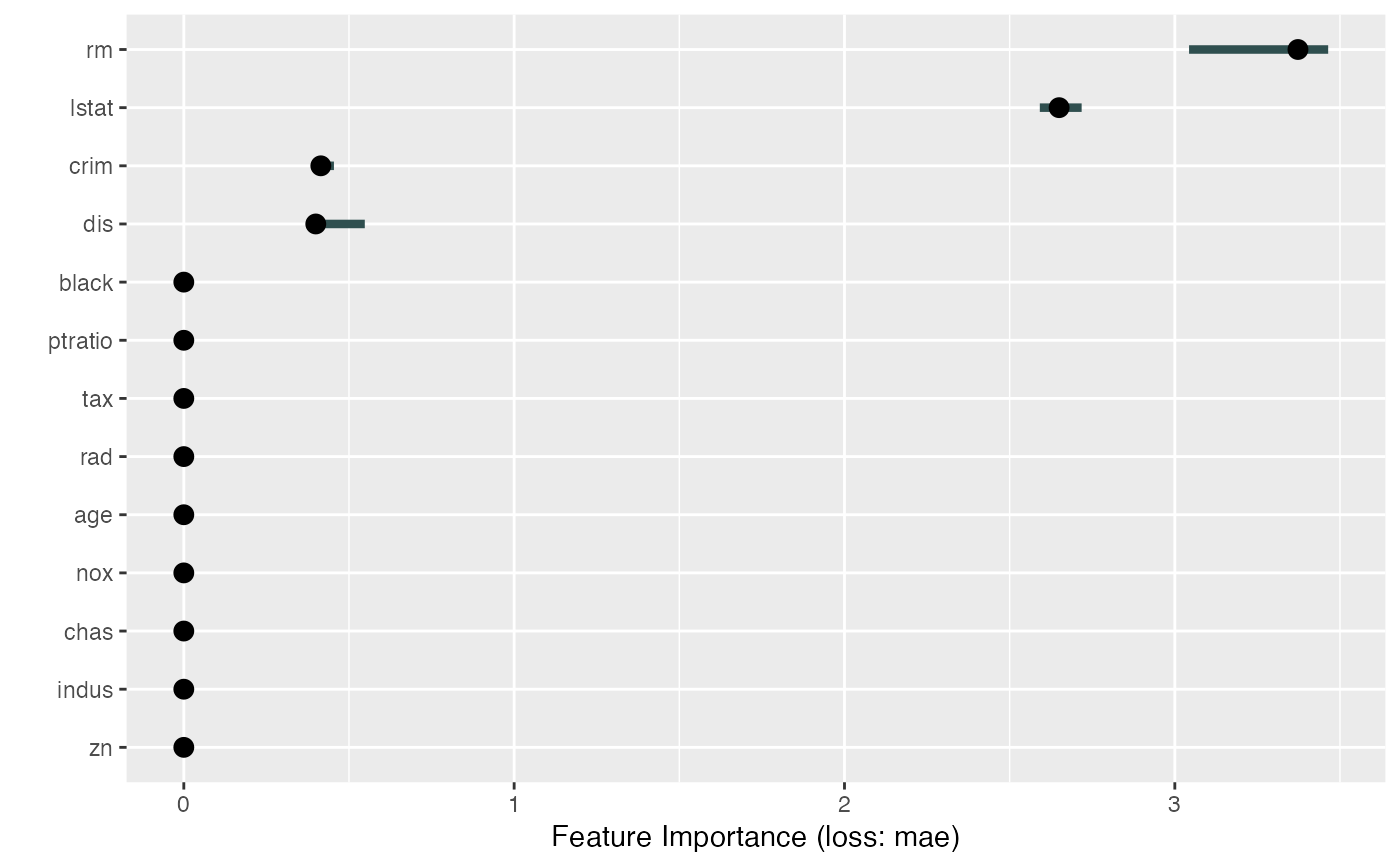 rm
lstat
crim
dis
black
ptratio
tax
rad
age
nox
chas
indus
zn
0 1 2 3
Feature Importance (loss: mae)